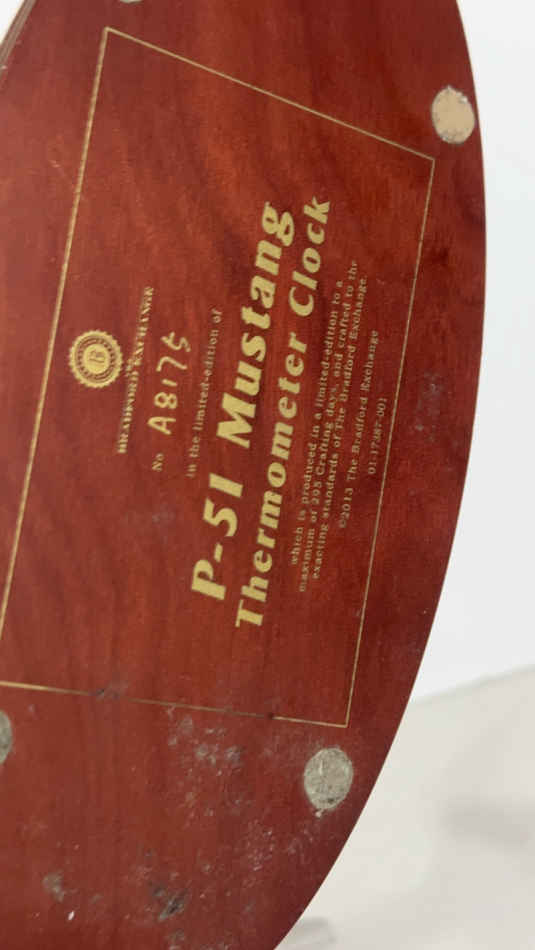 B
BRADFORD EXCHANGE
No A8175
in the limited-edition of
P-51 Mustang
Thermometer Clock
which is produced in a limited-edition to a
maximum of 295 Crafting days, and crafted to the
exacting standards of The Bradford Exchange.
©2013 The Bradford Exchange
01-17387-001